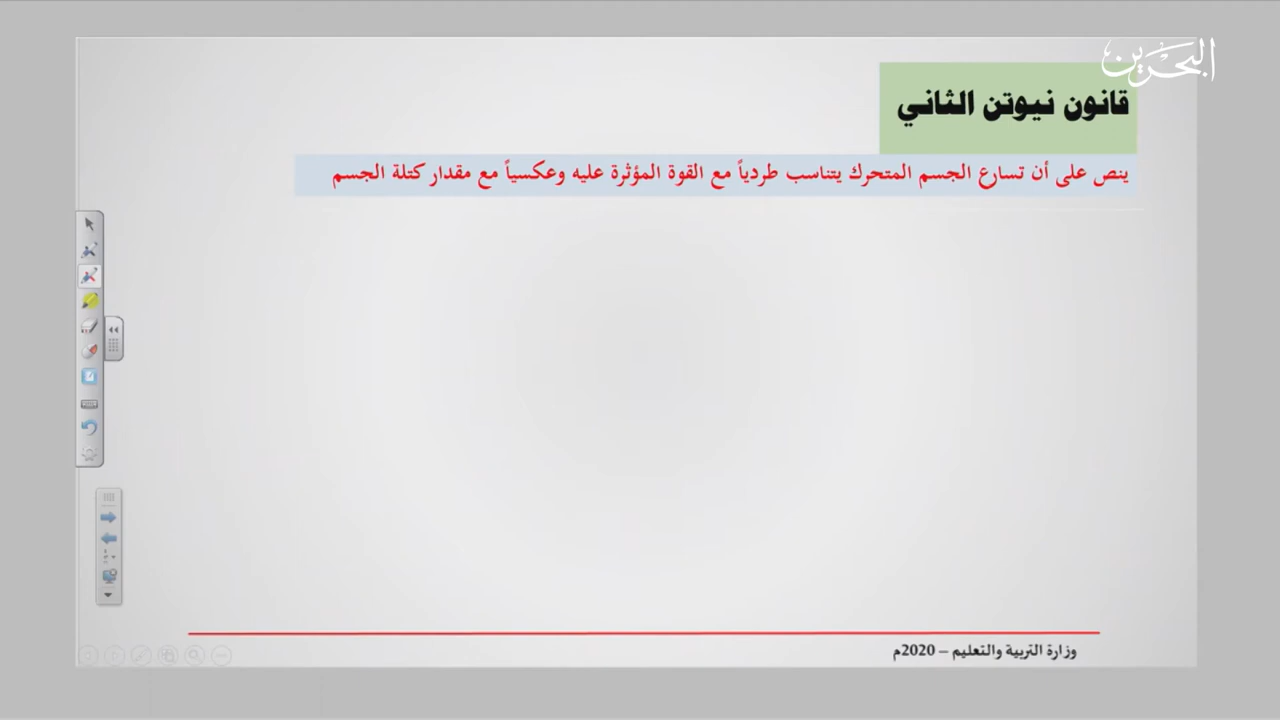 البحرين
قانون نيوتن الثاني
ينص على أن تسارع الجسم المتحرك يتناسب طردياً مع القوة المؤثرة عليه وعكسياً مع مقدار كتلة الجسم
وزارة التربية والتعليم – 2020م